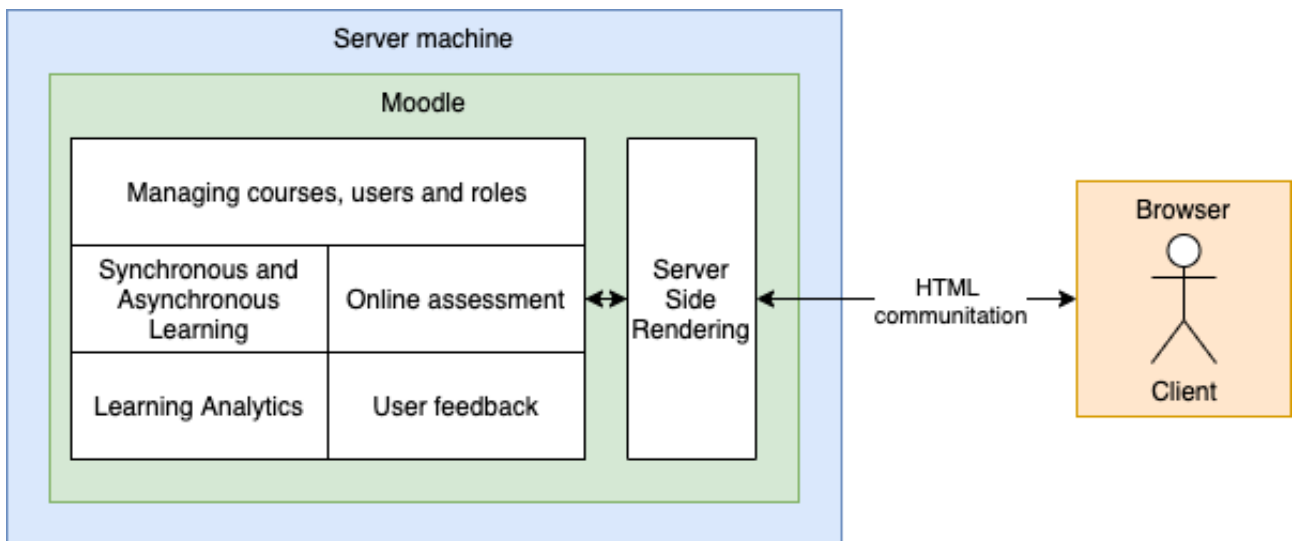 Server machine
Moodle
Managing courses, users and roles
Synchronous and
Asynchronous
Learning
Online assessment
Learning Analytics
User feedback
Server
Side
Rendering
HTML
communitation
Browser
Client